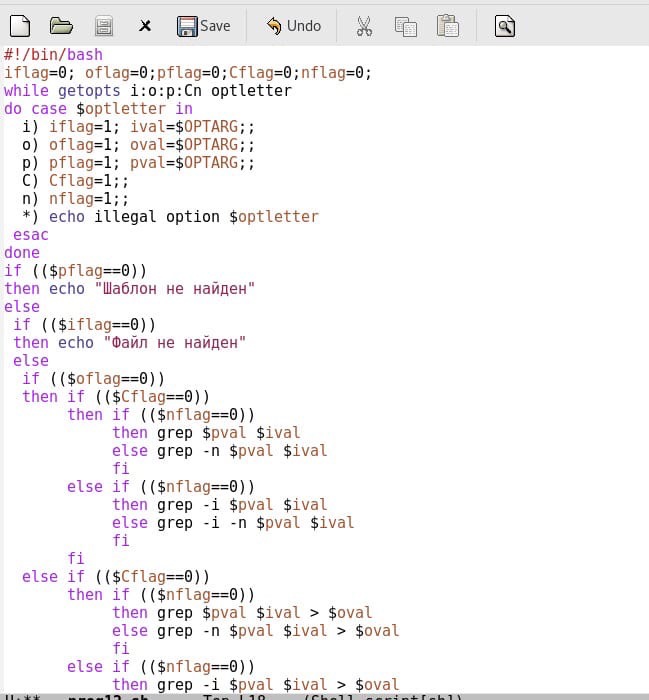 Save Undo
#!/bin/bash
iflag=0; oflag=0;pflag=0;Cflag=0;nflag=0;
while getopts i:o:p:Cn optletter
do case $optletter in
  i) iflag=1; ival=$OPTARG;;
  o) oflag=1; oval=$OPTARG;;
  p) pflag=1; pval=$OPTARG;;
  C) Cflag=1;;
  n) nflag=1;;
  *) echo illegal option $optletter
 esac
done
if (($pflag==0))
then echo "Шаблон не найден"
else
 if (($iflag==0))
 then echo "Файл не найден"
 else
  if (($oflag==0))
  then if (($Cflag==0))
       then if (($nflag==0))
            then grep $pval $ival
            else grep -n $pval $ival
            fi
       else if (($nflag==0))
            then grep -i $pval $ival
            else grep -i -n $pval $ival
            fi
       fi
  else if (($Cflag==0))
       then if (($nflag==0))
            then grep $pval $ival > $oval
            else grep -n $pval $ival > $oval
            fi
       else if (($nflag==0))
            then grep -i $pval $ival > $oval